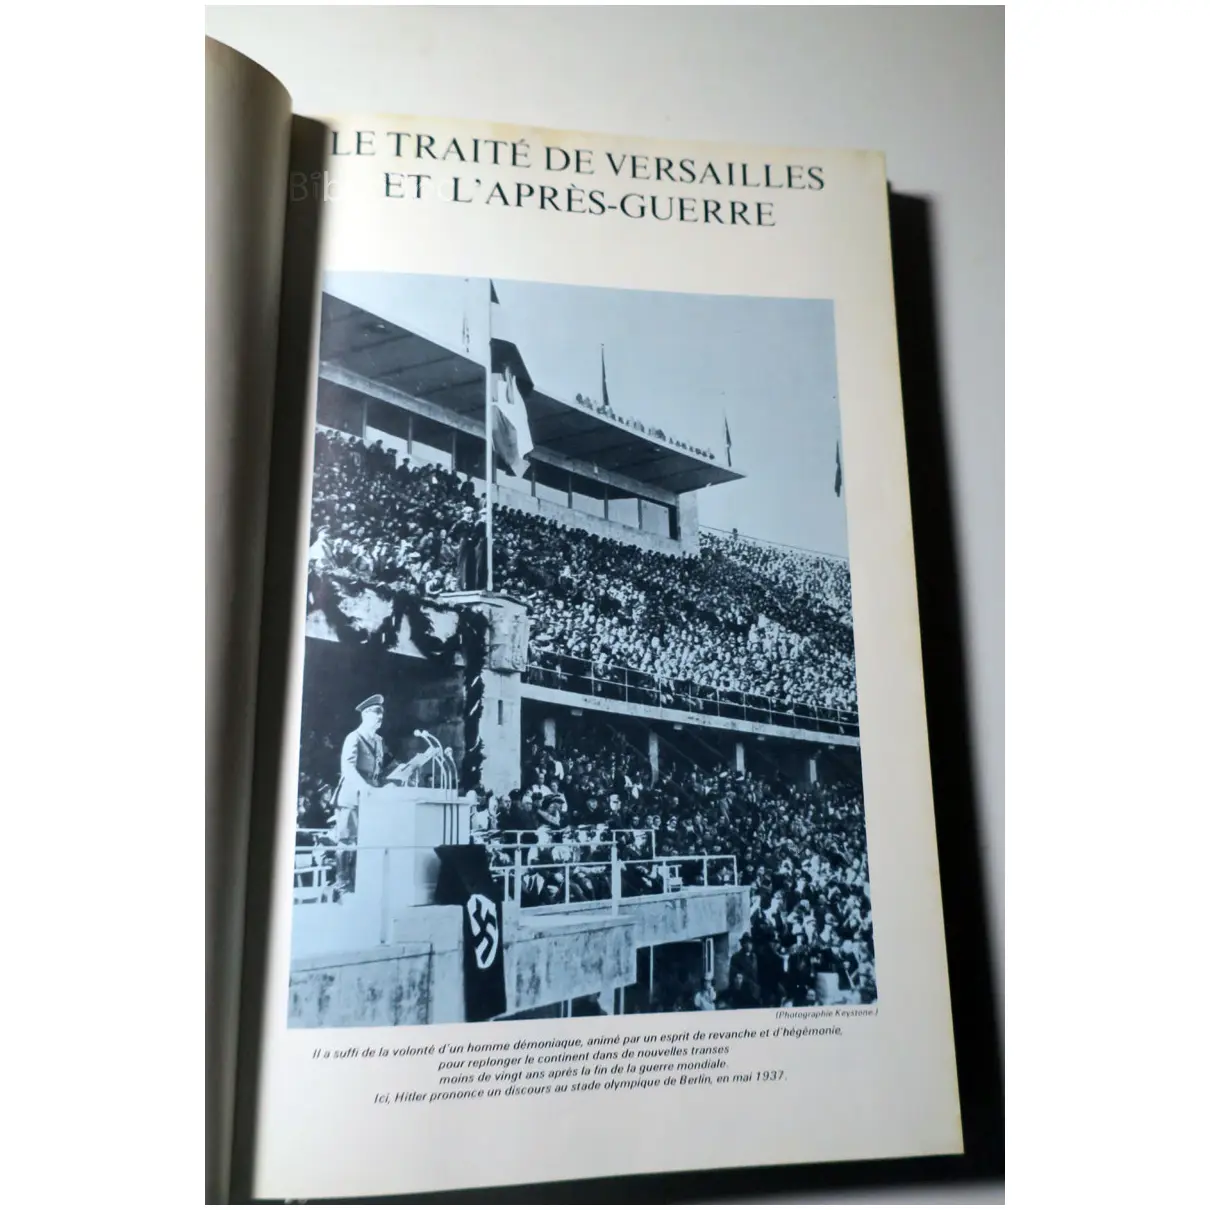 LE TRAITÉ DE VERSAILLES
ET L'APRÈS-GUERRE
(Photographie Keystone.)
Il a suffi de la volonté d'un homme démoniaque, animé par un esprit de revanche et d'hégémonie,
pour replonger le continent dans de nouvelles transes
moins de vingt ans après la fin de la guerre mondiale.
Ici, Hitler prononce un discours au stade olympique de Berlin, en mai 1937.